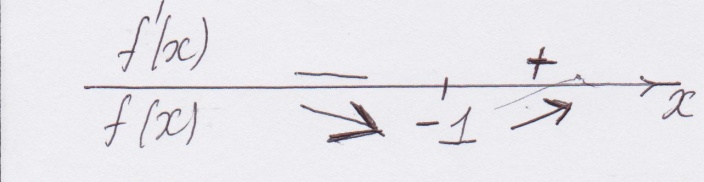 f'(x) — +
f(x) ↘ -1 ↗ x